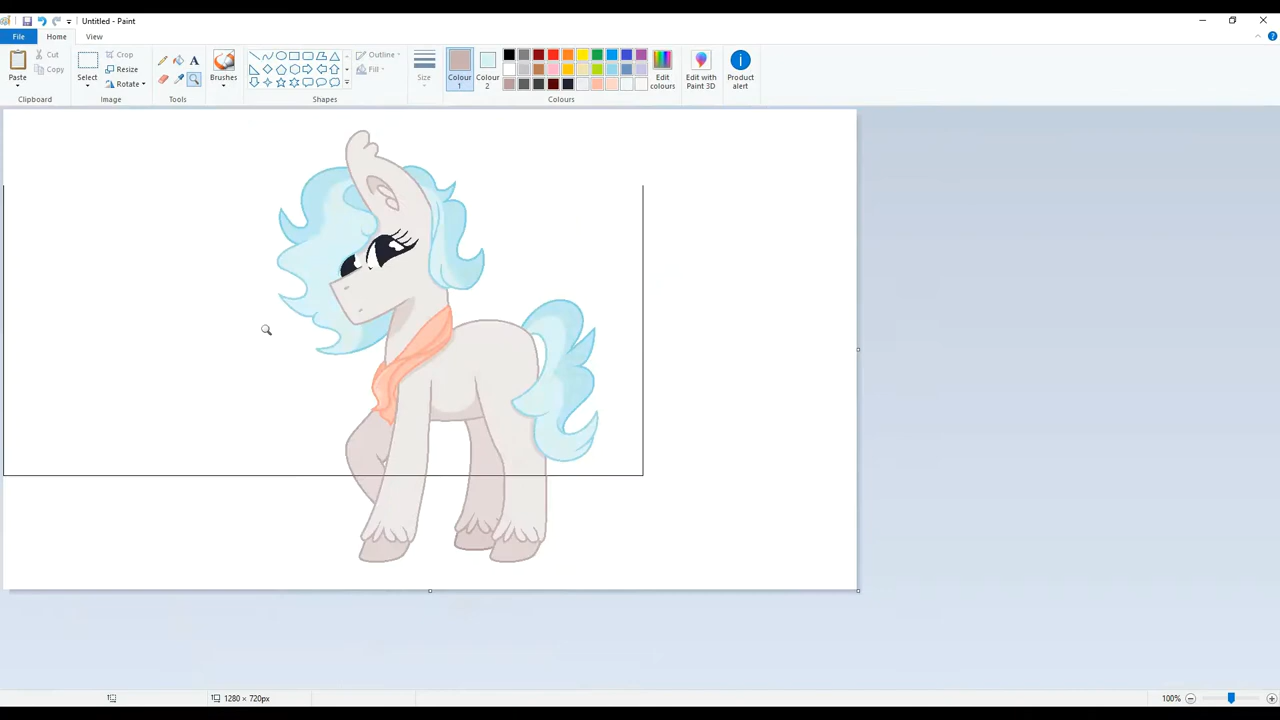 Untitled - Paint
File Home View
Paste
Cut
Copy
Clipboard
Select
Crop
Resize
Rotate
Image
A
Tools
Brushes
Outline
Fill
Shapes
Size
Colour 1
Colour 2
Edit colours
Colours
Edit with Paint 3D
Product alert
1280 × 720px
100%